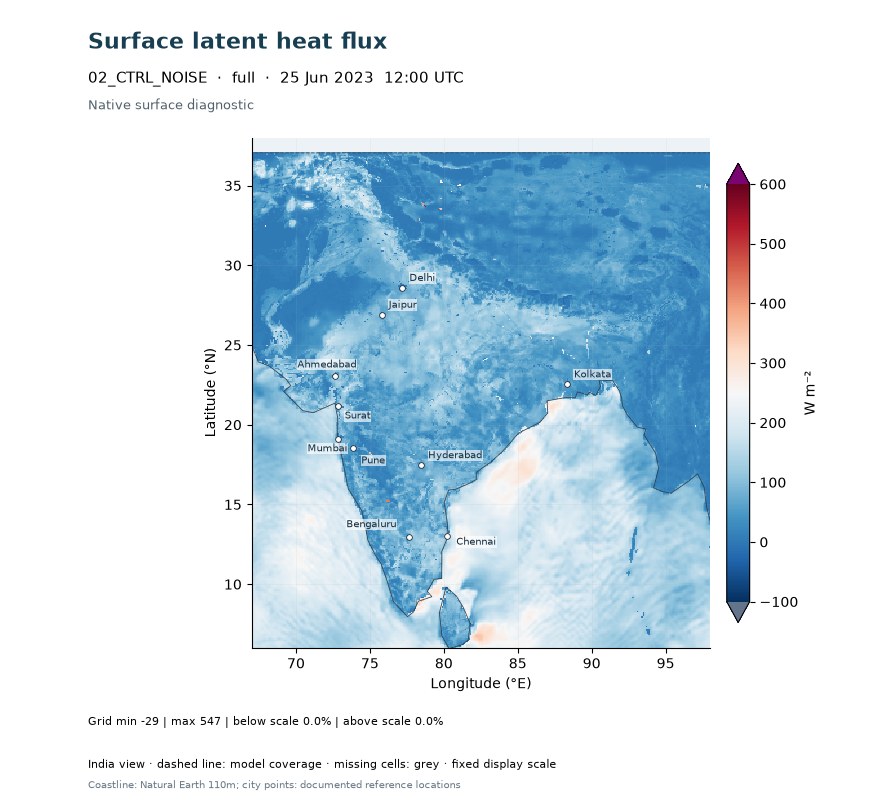 Surface latent heat flux
02_CTRL_NOISE · full · 25 Jun 2023 12:00 UTC
Native surface diagnostic
35
30
25
20
15
10
Latitude (°N)
Delhi
Jaipur
Ahmedabad
Kolkata
Surat
Mumbai
Pune
Hyderabad
Bengaluru
Chennai
70 75 80 85 90 95
Longitude (°E)
600
500
400
300
200
100
0
−100
W m⁻²
Grid min -29 | max 547 | below scale 0.0% | above scale 0.0%
India view · dashed line: model coverage · missing cells: grey · fixed display scale
Coastline: Natural Earth 110m; city points: documented reference locations